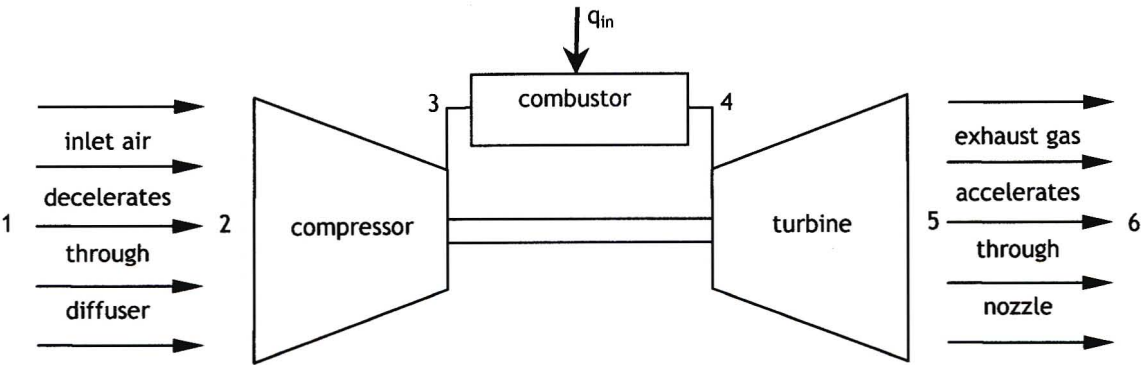 q_in
3
combustor
4
inlet air
exhaust gas
decelerates
accelerates
1
2
compressor
turbine
5
6
through
through
diffuser
nozzle